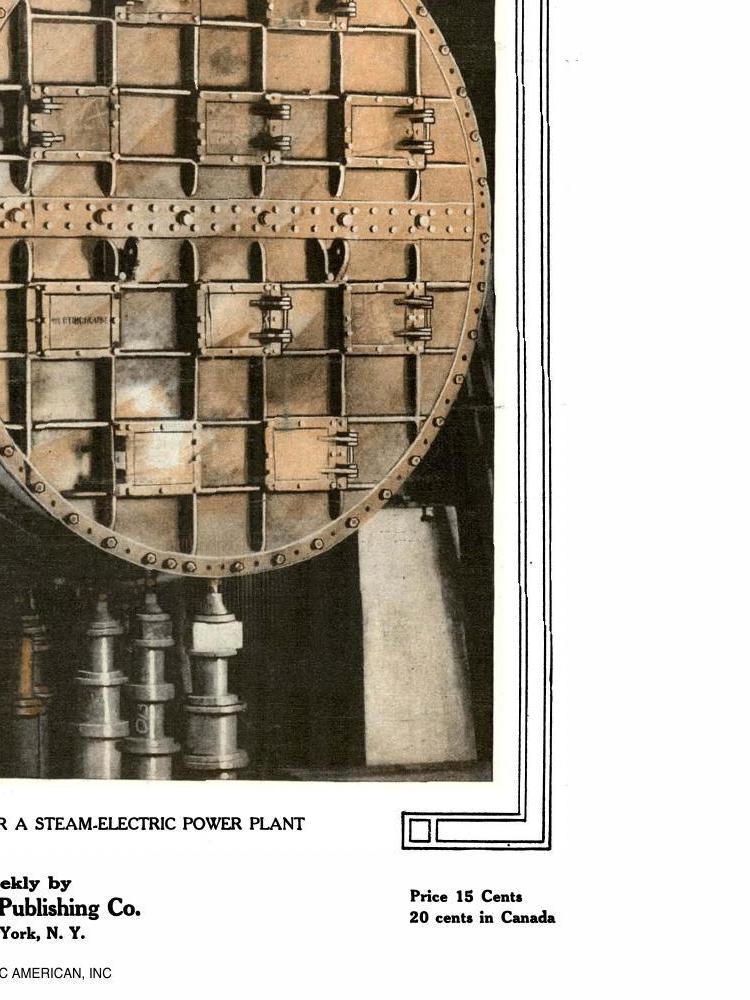 R A STEAM-ELECTRIC POWER PLANT
ekly by
Publishing Co.
York, N. Y.
Price 15 Cents
20 cents in Canada
C AMERICAN, INC